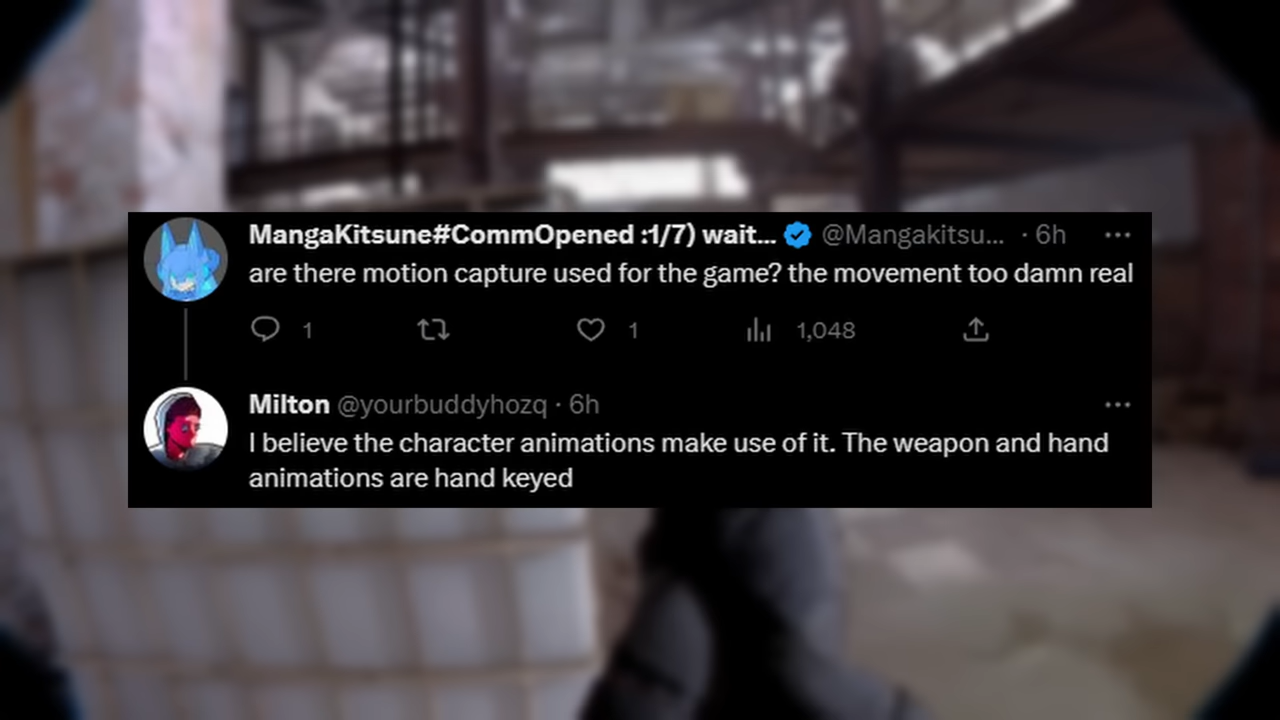 MangaKitsune#CommOpened :1/7) wait... @Mangakitsu... · 6h
are there motion capture used for the game? the movement too damn real
1 1 1,048
Milton @yourbuddyhozq · 6h
I believe the character animations make use of it. The weapon and hand
animations are hand keyed